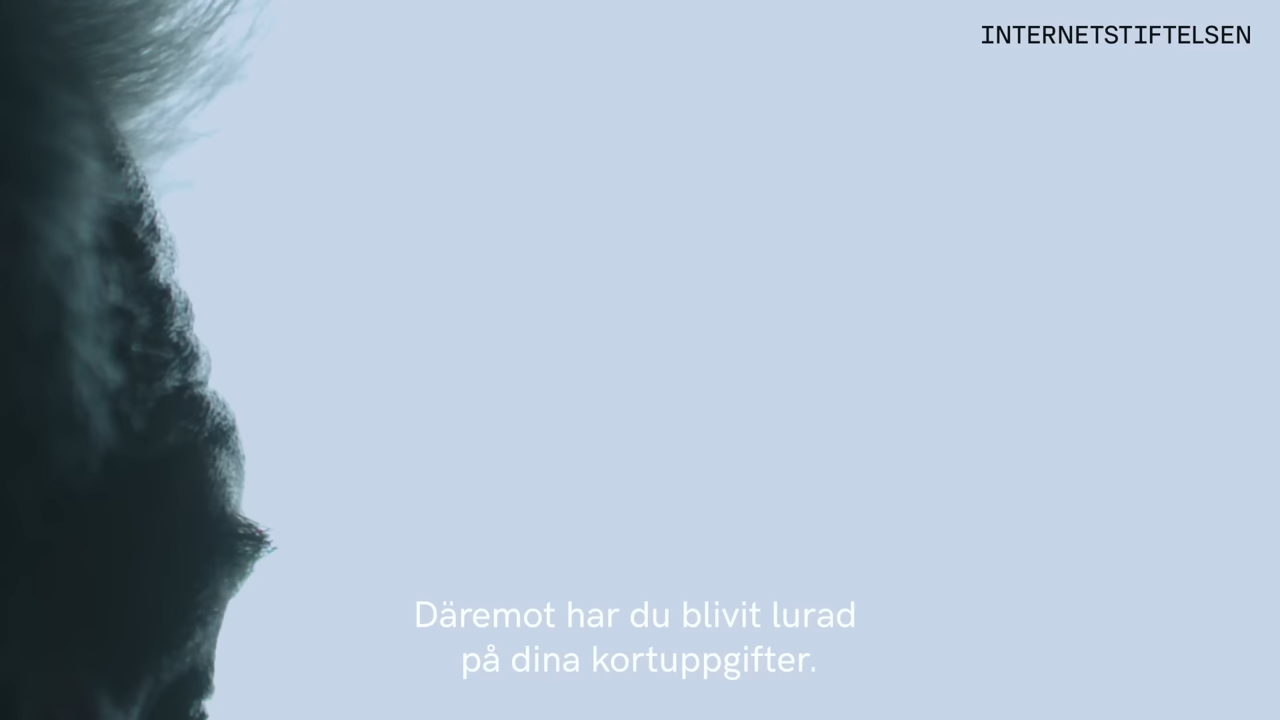 INTERNETSTIFTELSEN
Däremot har du blivit lurad
på dina kortuppgifter.